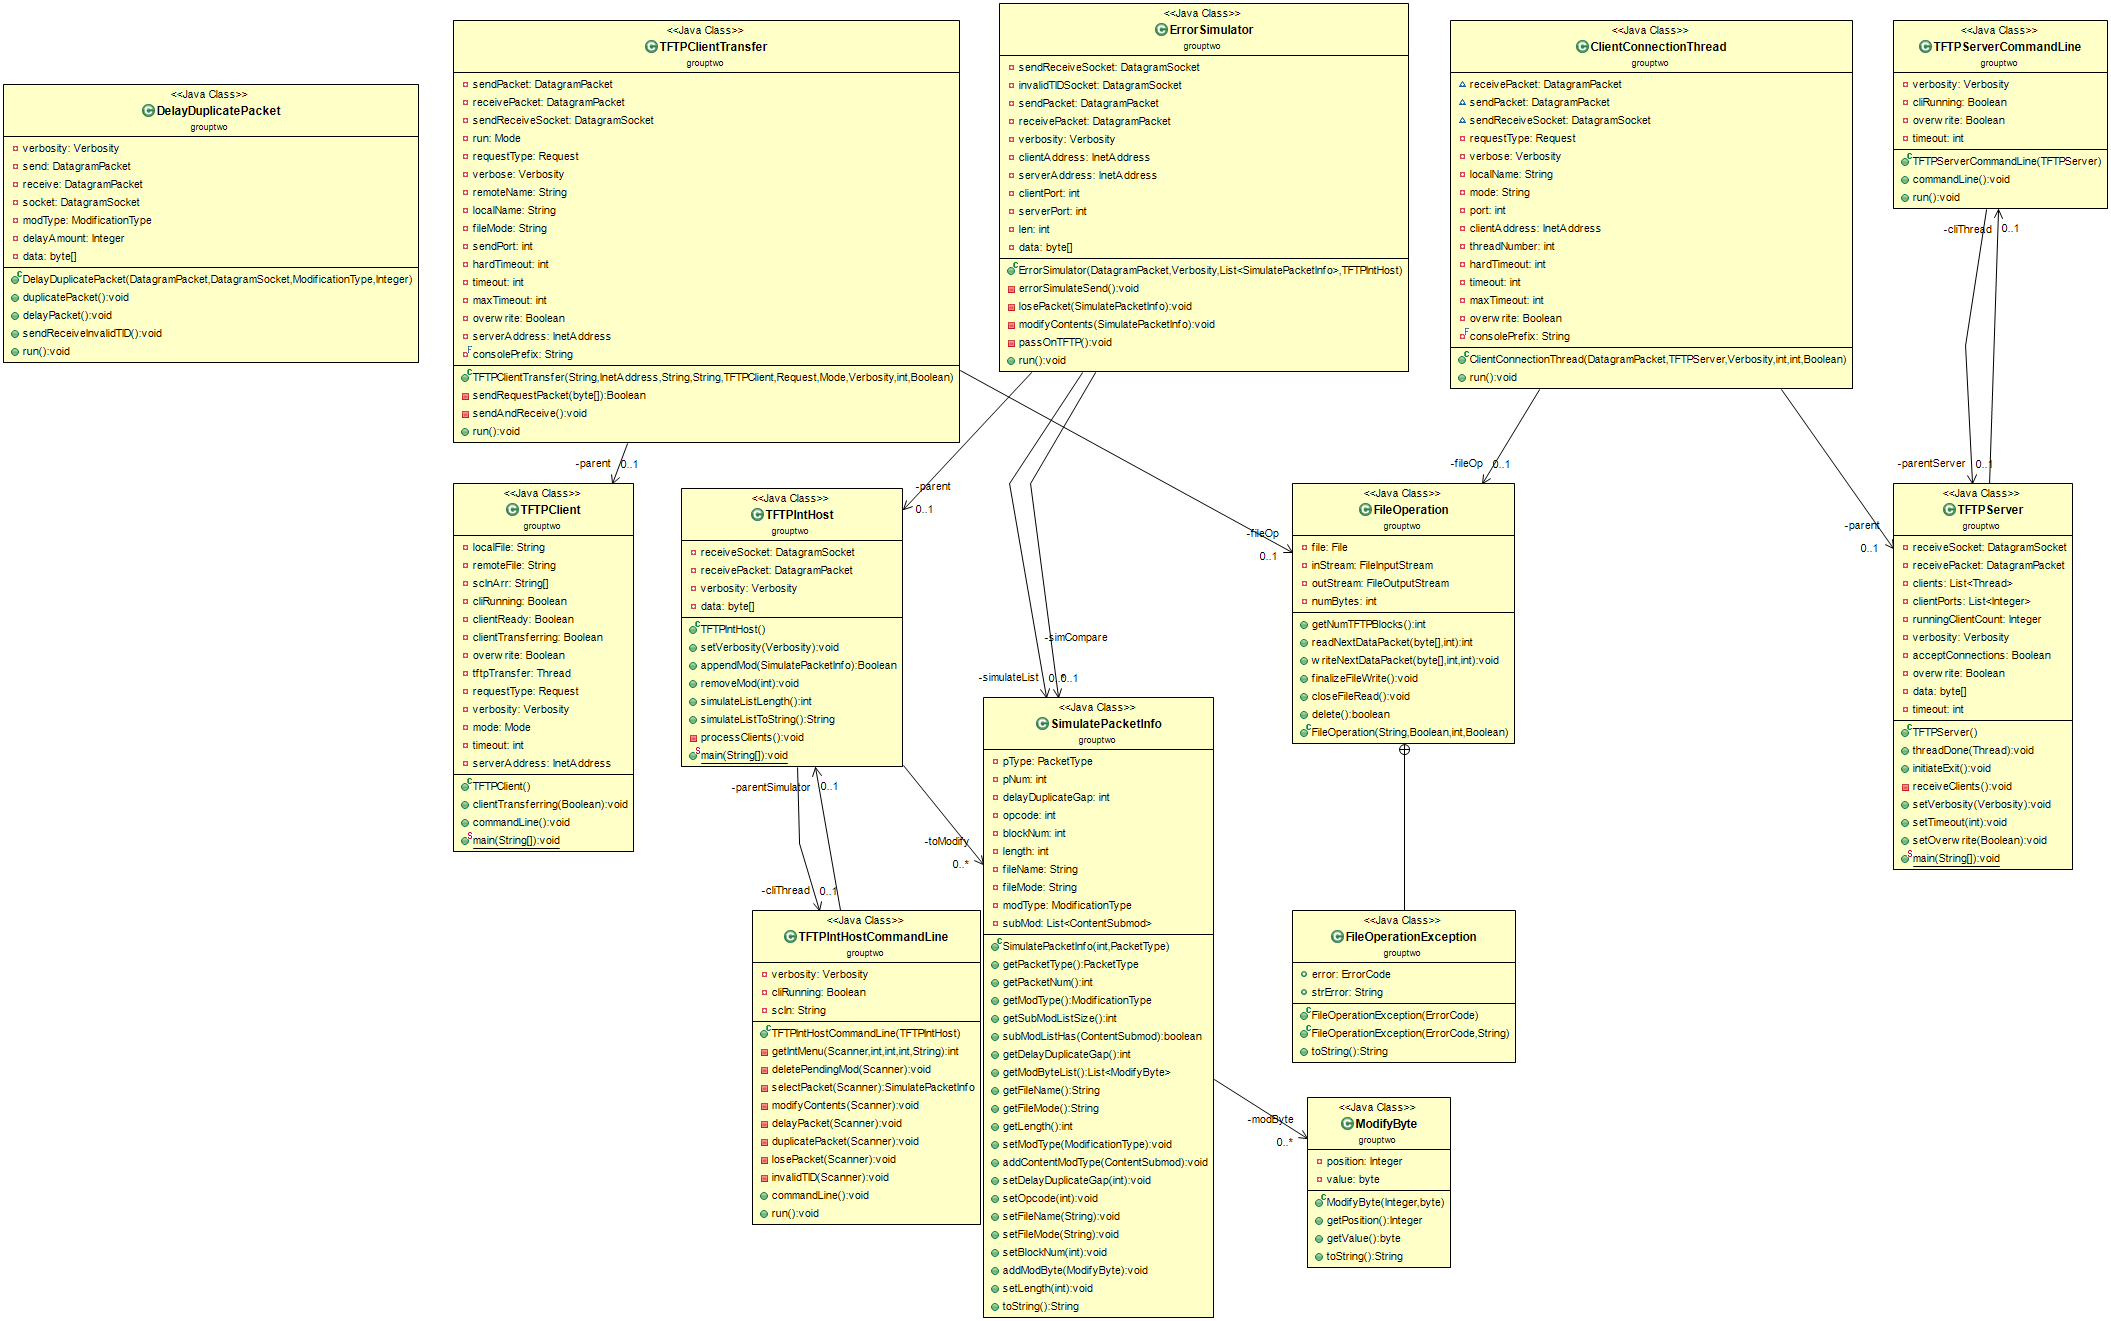 <<Java Class>>
DelayDuplicatePacket
grouptwo
verbosity: Verbosity
send: DatagramPacket
receive: DatagramPacket
socket: DatagramSocket
modType: ModificationType
delayAmount: Integer
data: byte[]
DelayDuplicatePacket(DatagramPacket,DatagramSocket,ModificationType,Integer)
duplicatePacket():void
delayPacket():void
sendReceiveInvalidTID():void
run():void
<<Java Class>>
TFTPClientTransfer
grouptwo
sendPacket: DatagramPacket
receivePacket: DatagramPacket
sendReceiveSocket: DatagramSocket
run: Mode
requestType: Request
verbose: Verbosity
remoteName: String
localName: String
fileMode: String
sendPort: int
hardTimeout: int
timeout: int
maxTimeout: int
overwrite: Boolean
serverAddress: InetAddress
consolePrefix: String
TFTPClientTransfer(String,InetAddress,String,String,TFTPClient,Request,Mode,Verbosity,int,Boolean)
sendRequestPacket(byte[]):Boolean
sendAndReceive():void
run():void
<<Java Class>>
ErrorSimulator
grouptwo
sendReceiveSocket: DatagramSocket
invalidTIDSocket: DatagramSocket
sendPacket: DatagramPacket
receivePacket: DatagramPacket
verbosity: Verbosity
clientAddress: InetAddress
serverAddress: InetAddress
clientPort: int
serverPort: int
len: int
data: byte[]
ErrorSimulator(DatagramPacket,Verbosity,List<SimulatePacketInfo>,TFTPIntHost)
errorSimulateSend():void
losePacket(SimulatePacketInfo):void
modifyContents(SimulatePacketInfo):void
passOnTFTP():void
run():void
<<Java Class>>
ClientConnectionThread
grouptwo
receivePacket: DatagramPacket
sendPacket: DatagramPacket
sendReceiveSocket: DatagramSocket
requestType: Request
verbose: Verbosity
localName: String
mode: String
port: int
clientAddress: InetAddress
threadNumber: int
hardTimeout: int
timeout: int
maxTimeout: int
overwrite: Boolean
consolePrefix: String
ClientConnectionThread(DatagramPacket,TFTPServer,Verbosity,int,int,Boolean)
run():void
<<Java Class>>
TFTPServerCommandLine
grouptwo
verbosity: Verbosity
cliRunning: Boolean
overwrite: Boolean
timeout: int
TFTPServerCommandLine(TFTPServer)
commandLine():void
run():void
-cliThread 0..1
-parentServer 0..1
-parent 0..1
-parent
0..1
-fileOp
0..1
-fileOp 0..1
-parent
0..1
-simCompare
-simulateList 0..* 0..1
<<Java Class>>
TFTPClient
grouptwo
localFile: String
remoteFile: String
scInArr: String[]
cliRunning: Boolean
clientReady: Boolean
clientTransferring: Boolean
overwrite: Boolean
tftpTransfer: Thread
requestType: Request
verbosity: Verbosity
mode: Mode
timeout: int
serverAddress: InetAddress
TFTPClient()
clientTransferring(Boolean):void
commandLine():void
main(String[]):void
<<Java Class>>
TFTPIntHost
grouptwo
receiveSocket: DatagramSocket
receivePacket: DatagramPacket
verbosity: Verbosity
data: byte[]
TFTPIntHost()
setVerbosity(Verbosity):void
appendMod(SimulatePacketInfo):Boolean
removeMod(int):void
simulateListLength():int
simulateListToString():String
processClients():void
main(String[]):void
-parentSimulator 0..1
-cliThread 0..1
-toModify
0..*
<<Java Class>>
FileOperation
grouptwo
file: File
inStream: FileInputStream
outStream: FileOutputStream
numBytes: int
getNumTFTPBlocks():int
readNextDataPacket(byte[],int):int
writeNextDataPacket(byte[],int,int):void
finalizeFileWrite():void
closeFileRead():void
delete():boolean
FileOperation(String,Boolean,int,Boolean)
<<Java Class>>
TFTPServer
grouptwo
receiveSocket: DatagramSocket
receivePacket: DatagramPacket
clients: List<Thread>
clientPorts: List<Integer>
runningClientCount: Integer
verbosity: Verbosity
acceptConnections: Boolean
overwrite: Boolean
data: byte[]
timeout: int
TFTPServer()
threadDone(Thread):void
initiateExit():void
receiveClients():void
setVerbosity(Verbosity):void
setTimeout(int):void
setOverwrite(Boolean):void
main(String[]):void
<<Java Class>>
SimulatePacketInfo
grouptwo
pType: PacketType
pNum: int
delayDuplicateGap: int
opcode: int
blockNum: int
length: int
fileName: String
fileMode: String
modType: ModificationType
subMod: List<ContentSubmod>
SimulatePacketInfo(int,PacketType)
getPacketType():PacketType
getPacketNum():int
getModType():ModificationType
getSubModListSize():int
subModListHas(ContentSubmod):boolean
getDelayDuplicateGap():int
getModByteList():List<ModifyByte>
getFileName():String
getFileMode():String
getLength():int
setModType(ModificationType):void
addContentModType(ContentSubmod):void
setDelayDuplicateGap(int):void
setOpcode(int):void
setFileName(String):void
setFileMode(String):void
setBlockNum(int):void
addModByte(ModifyByte):void
setLength(int):void
toString():String
<<Java Class>>
TFTPIntHostCommandLine
grouptwo
verbosity: Verbosity
cliRunning: Boolean
scIn: String
TFTPIntHostCommandLine(TFTPIntHost)
getIntMenu(Scanner,int,int,int,String):int
deletePendingMod(Scanner):void
selectPacket(Scanner):SimulatePacketInfo
modifyContents(Scanner):void
delayPacket(Scanner):void
duplicatePacket(Scanner):void
losePacket(Scanner):void
invalidTID(Scanner):void
commandLine():void
run():void
<<Java Class>>
FileOperationException
grouptwo
error: ErrorCode
strError: String
FileOperationException(ErrorCode)
FileOperationException(ErrorCode,String)
toString():String
-modByte
0..*
<<Java Class>>
ModifyByte
grouptwo
position: Integer
value: byte
ModifyByte(Integer,byte)
getPosition():Integer
getValue():byte
toString():String